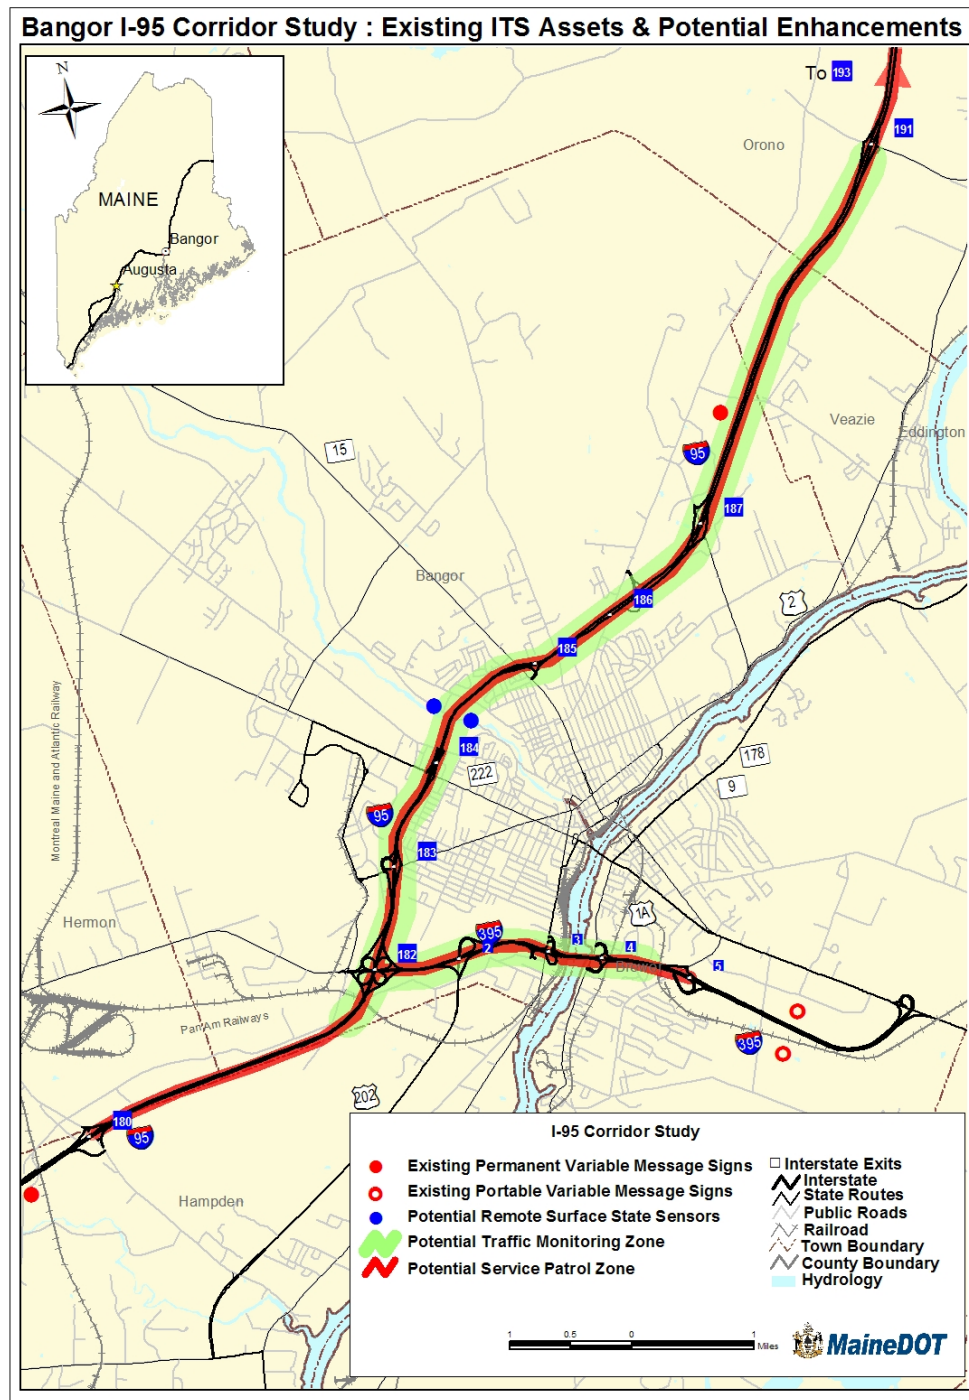 Bangor I-95 Corridor Study : Existing ITS Assets & Potential Enhancements
N
MAINE
Bangor
Augusta
To 193
191
Orono
15
Veazie
Eddington
95
187
Bangor
2
186
185
184
222
178
9
95
183
Montreal Maine and Atlantic Railway
Hermon
1A
395
2
3
4
182
5
Pan Am Railways
395
202
180
95
Hampden
I-95 Corridor Study
Existing Permanent Variable Message Signs
Existing Portable Variable Message Signs
Potential Remote Surface State Sensors
Potential Traffic Monitoring Zone
Potential Service Patrol Zone
Interstate Exits
Interstate
State Routes
Public Roads
Railroad
Town Boundary
County Boundary
Hydrology
1 0.5 0 1
Miles
MaineDOT